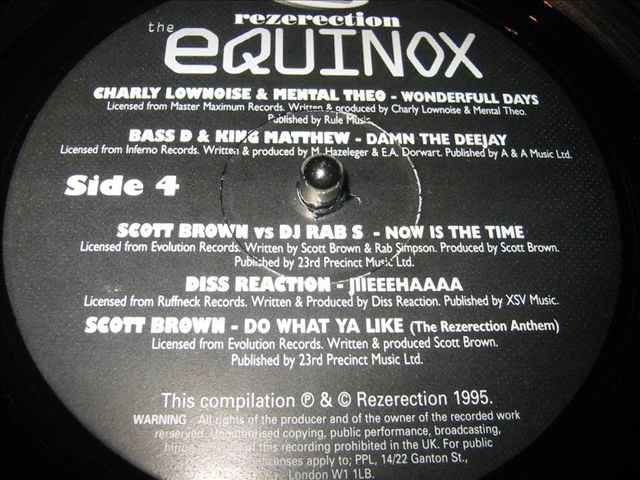 rezerection
the equinox
CHARLY LOWNOISE & MENTAL THEO - WONDERFULL DAYS
Licensed from Master Maximum Records. Written & produced by Charly Lownoise & Mental Theo.
Published by Rule Music.
BASS D & KING MATTHEW - DAMN THE DEEJAY
Licensed from Inferno Records. Written & produced by M. Hazeleger & E.A. Dorwart. Published by A & A Music Ltd.
Side 4
SCOTT BROWN vs DJ RAB S - NOW IS THE TIME
Licensed from Evolution Records. Written by Scott Brown & Rab Simpson. Produced by Scott Brown.
Published by 23rd Precinct Music Ltd.
DISS REACTION - JIIEEEHAAAA
Licensed from Ruffneck Records. Written & Produced by Diss Reaction. Published by XSV Music.
SCOTT BROWN - DO WHAT YA LIKE (The Rezerection Anthem)
Licensed from Evolution Records. Written & produced Scott Brown.
Published by 23rd Precinct Music Ltd.
This compilation ℗ & © Rezerection 1995.
WARNING - All rights of the producer and of the owner of the recorded work
rerserved. Unauthorised copying, public performance, broadcasting,
of this recording prohibited in the UK. For public
licenses apply to; PPL, 14/22 Ganton St.,
London W1 1LB.